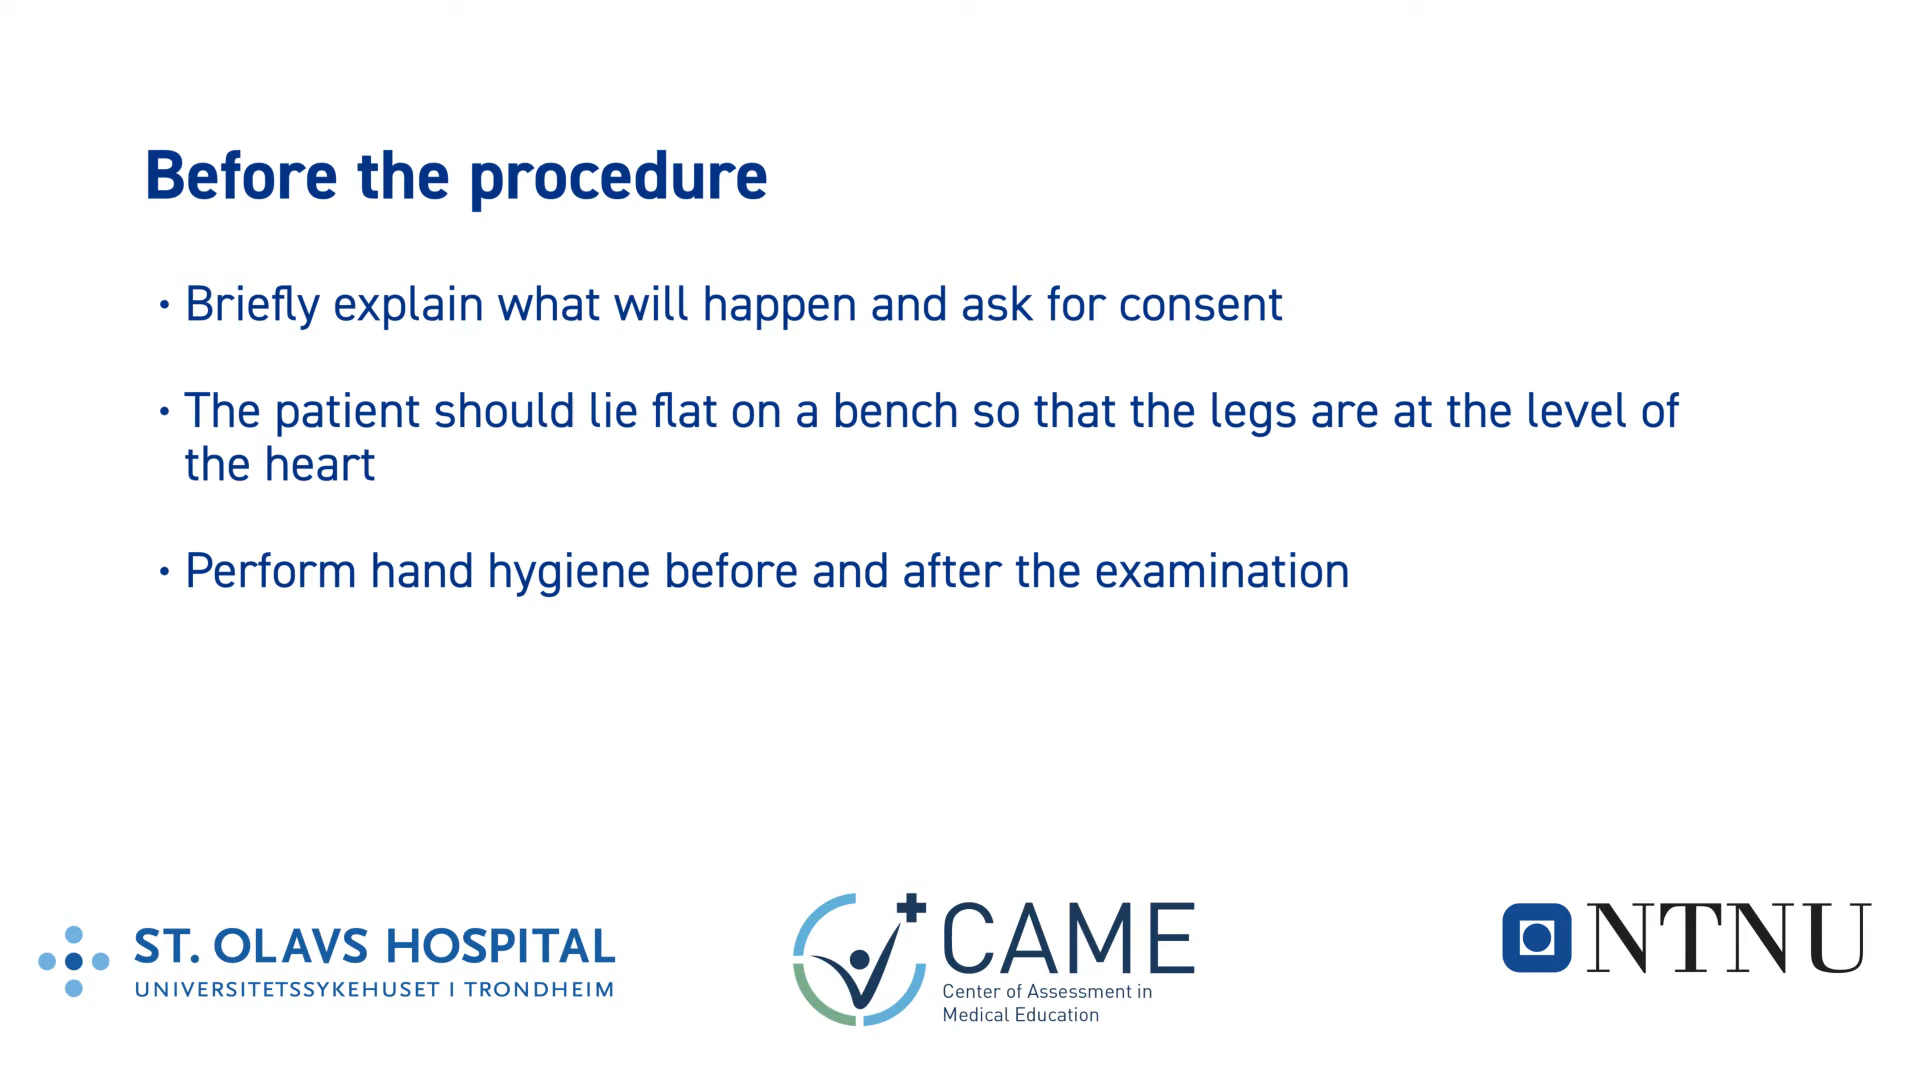 Before the procedure
• Briefly explain what will happen and ask for consent
• The patient should lie flat on a bench so that the legs are at the level of
the heart
• Perform hand hygiene before and after the examination
ST. OLAVS HOSPITAL
UNIVERSITETSSYKEHUSET I TRONDHEIM
CAME
Center of Assessment in
Medical Education
NTNU